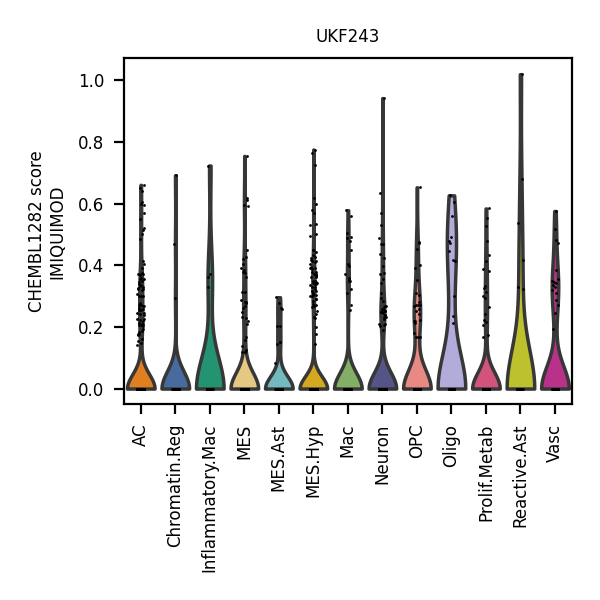 UKF243
CHEMBL1282 score
IMIQUIMOD
1.0
0.8
0.6
0.4
0.2
0.0
AC
Chromatin.Reg
Inflammatory.Mac
MES
MES.Ast
MES.Hyp
Mac
Neuron
OPC
Oligo
Prolif.Metab
Reactive.Ast
Vasc